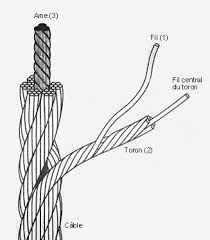 Ame (3)
Fil (1)
Fil central
du toron
Toron (2)
Câble